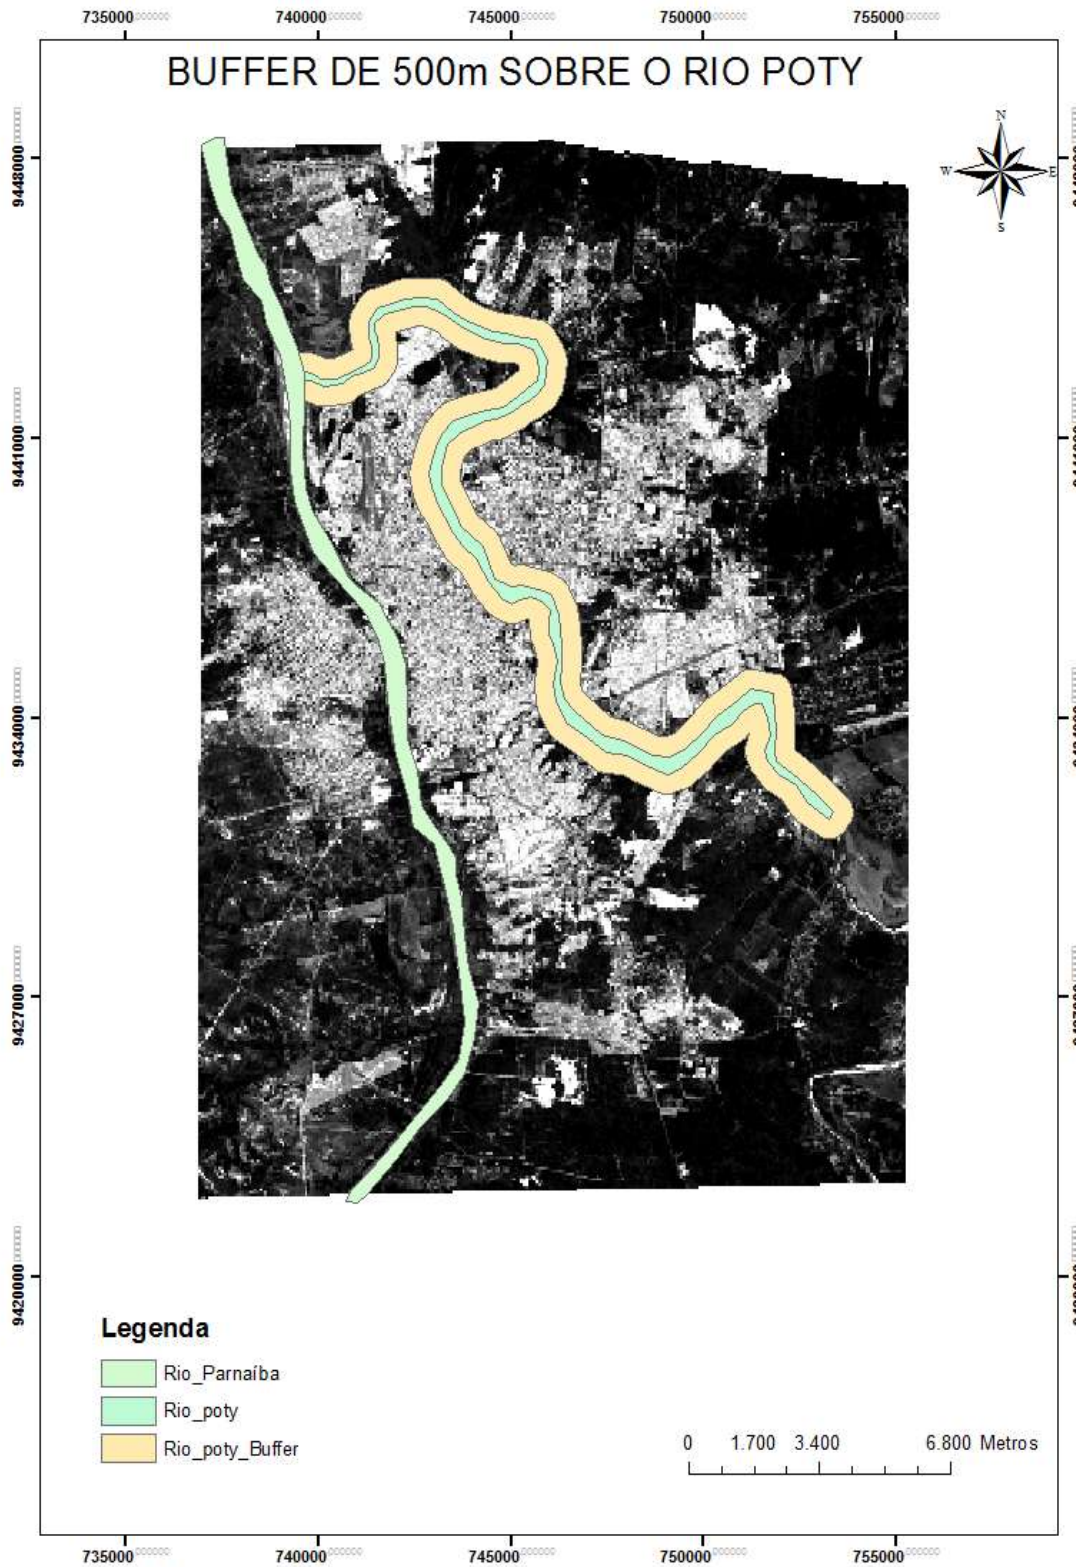 735000 740000 745000 750000 755000
BUFFER DE 500m SOBRE O RIO POTY
N
W E
S
9448000
9441000
9434000
9427000
9420000
Legenda
Rio_Parnaíba
Rio_poty
Rio_poty_Buffer
0 1.700 3.400 6.800 Metros
735000 740000 745000 750000 755000